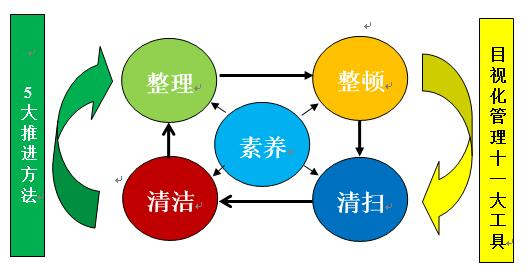 5大推进方法
整理
整顿
素养
清洁
清扫
目视化管理十一大工具